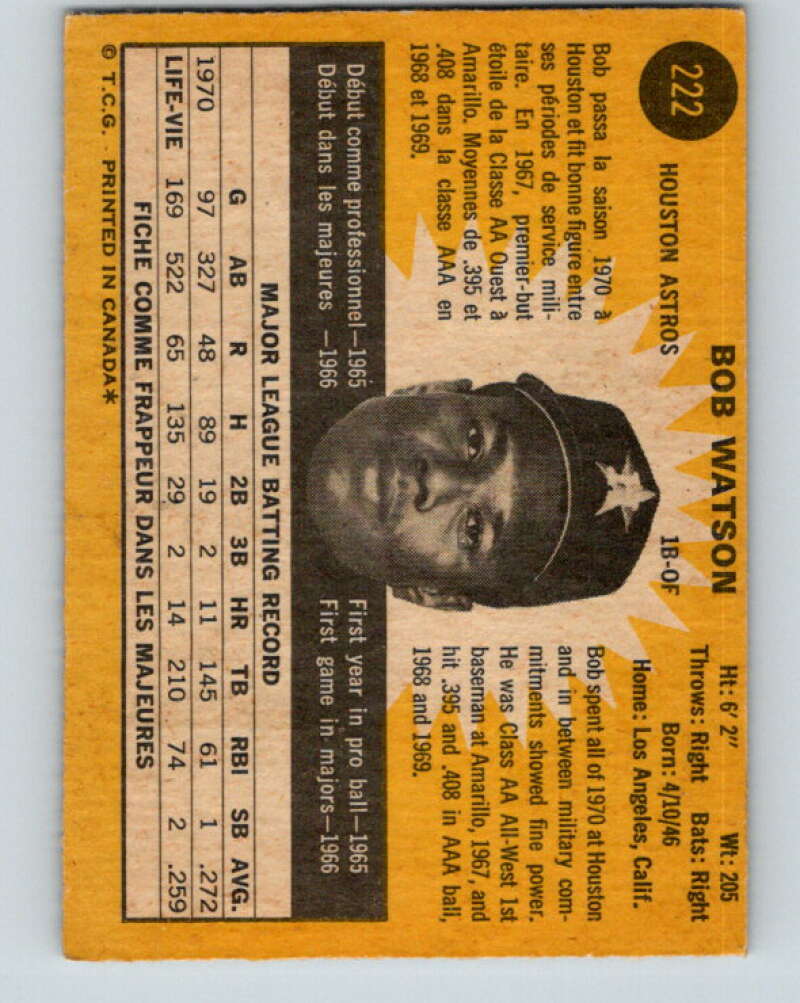 222
BOB WATSON
HOUSTON ASTROS 1B-OF
Ht: 6' 2" Wt: 205
Throws: Right Bats: Right
Born: 4/10/46
Home: Los Angeles, Calif.
Bob passa la saison 1970 à
Houston et fit bonne figure entre
ses périodes de service mili-
taire. En 1967, premier-but
étoile de la Classe AA Ouest à
Amarillo. Moyennes de .395 et
.408 dans la classe AAA en
1968 et 1969.
Bob spent all of 1970 at Houston
and in between military com-
mitments showed fine power.
He was Class AA All-West 1st
baseman at Amarillo, 1967, and
hit .395 and .408 in AAA ball,
1968 and 1969.
Début comme professionnel—1965
Début dans les majeures —1966
First year in pro ball—1965
First game in majors—1966
MAJOR LEAGUE BATTING RECORD
G AB R H 2B 3B HR TB RBI SB AVG.
1970 97 327 48 89 19 2 11 145 61 1 .272
LIFE-VIE 169 522 65 135 29 2 14 210 74 2 .259
FICHE COMME FRAPPEUR DANS LES MAJEURES
© T.C.G. - PRINTED IN CANADA*